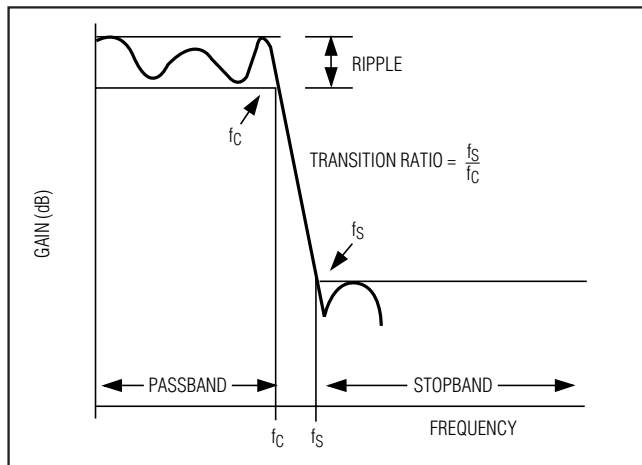 RIPPLE
fC
TRANSITION RATIO = fS/fC
fS
GAIN (dB)
PASSBAND
STOPBAND
fC
fS
FREQUENCY